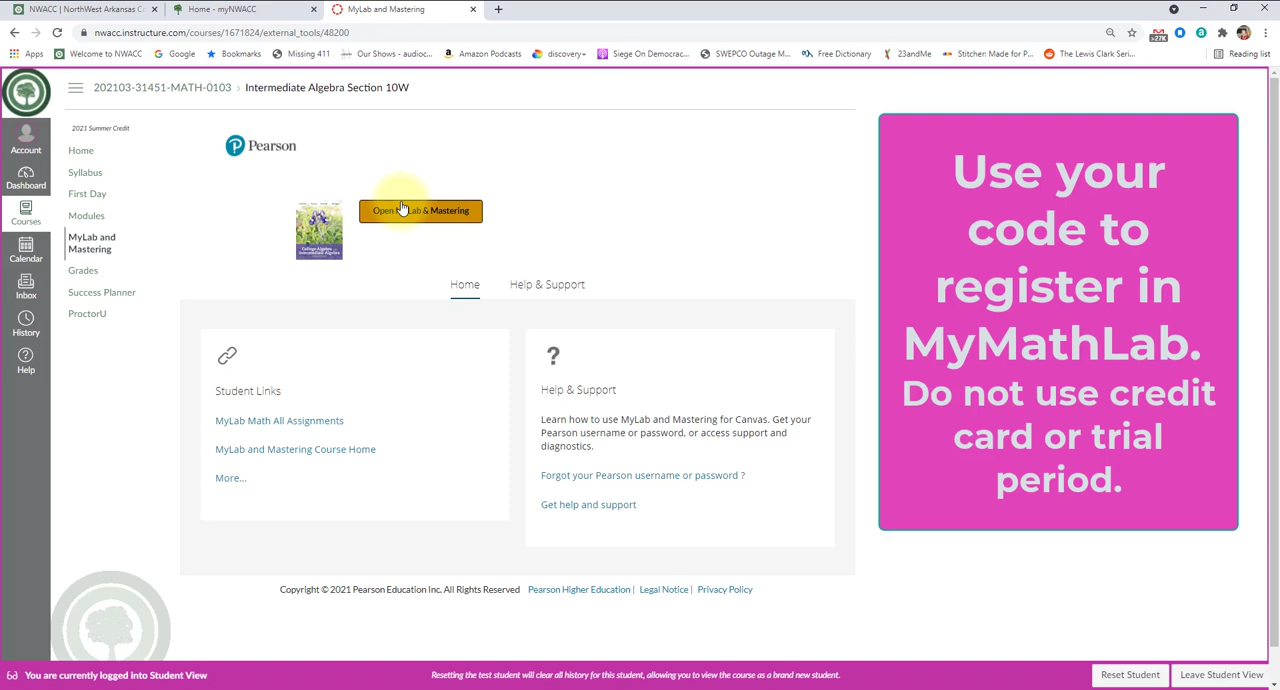 NWACC | NorthWest Arkansas C
Home - myNWACC
MyLab and Mastering
nwacc.instructure.com/courses/1671824/external_tools/48200
Apps
Welcome to NWACC
Google
Bookmarks
Missing 411
Our Shows - audioc...
Amazon Podcasts
discovery+
Siege On Democrac...
SWEPCO Outage M...
Free Dictionary
23andMe
Stitcher: Made for P...
The Lewis Clark Seri...
Reading list
202103-31451-MATH-0103 › Intermediate Algebra Section 10W
2021 Summer Credit
Account
Dashboard
Courses
Calendar
Inbox
History
Help
Home
Syllabus
First Day
Modules
MyLab and
Mastering
Grades
Success Planner
ProctorU
Pearson
Open Lab & Mastering
College Algebra
Intermediate Algebra
Home
Help & Support
Student Links
MyLab Math All Assignments
MyLab and Mastering Course Home
More...
?
Help & Support
Learn how to use MyLab and Mastering for Canvas. Get your
Pearson username or password, or access support and
diagnostics.
Forgot your Pearson username or password ?
Get help and support
Copyright © 2021 Pearson Education Inc. All Rights Reserved Pearson Higher Education | Legal Notice | Privacy Policy
Use your
code to
register in
MyMathLab.
Do not use credit
card or trial
period.
You are currently logged into Student View
Resetting the test student will clear all history for this student, allowing you to view the course as a brand new student.
Reset Student
Leave Student View